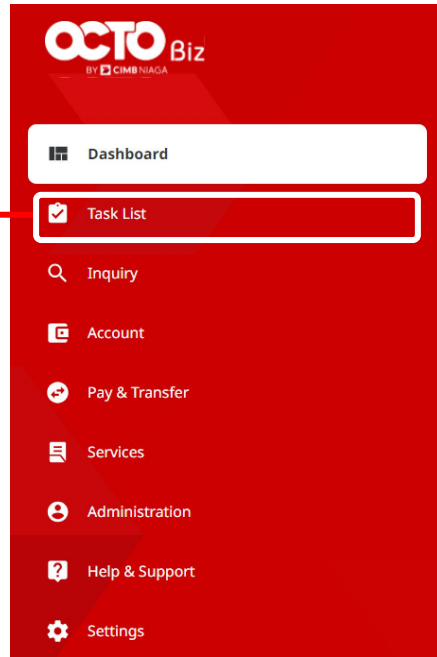 OCTO Biz
BY CIMB NIAGA
Dashboard
Task List
Inquiry
Account
Pay & Transfer
Services
Administration
Help & Support
Settings